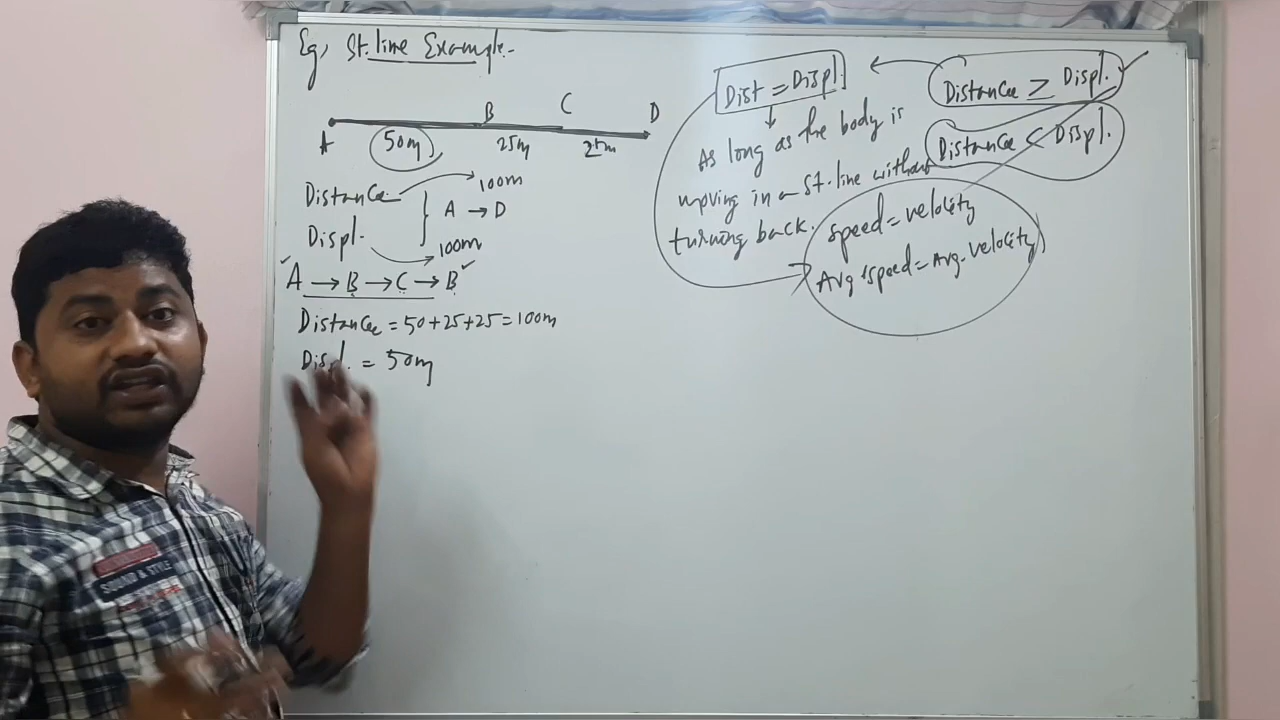 Eg, St. line Example.
A B C D
50m 25m 25m
Distance 100m
Displ. 100m
A → D
A → B → C → B
Distance = 50+25+25=100m
Displ. = 50m
Dist = Displ.
As long as the body is
moving in a St. line without
turning back.
Distance ≥ Displ.
Distance < Displ.
Speed = velocity
Avg speed = Avg. velocity
SQUAD & STYLE